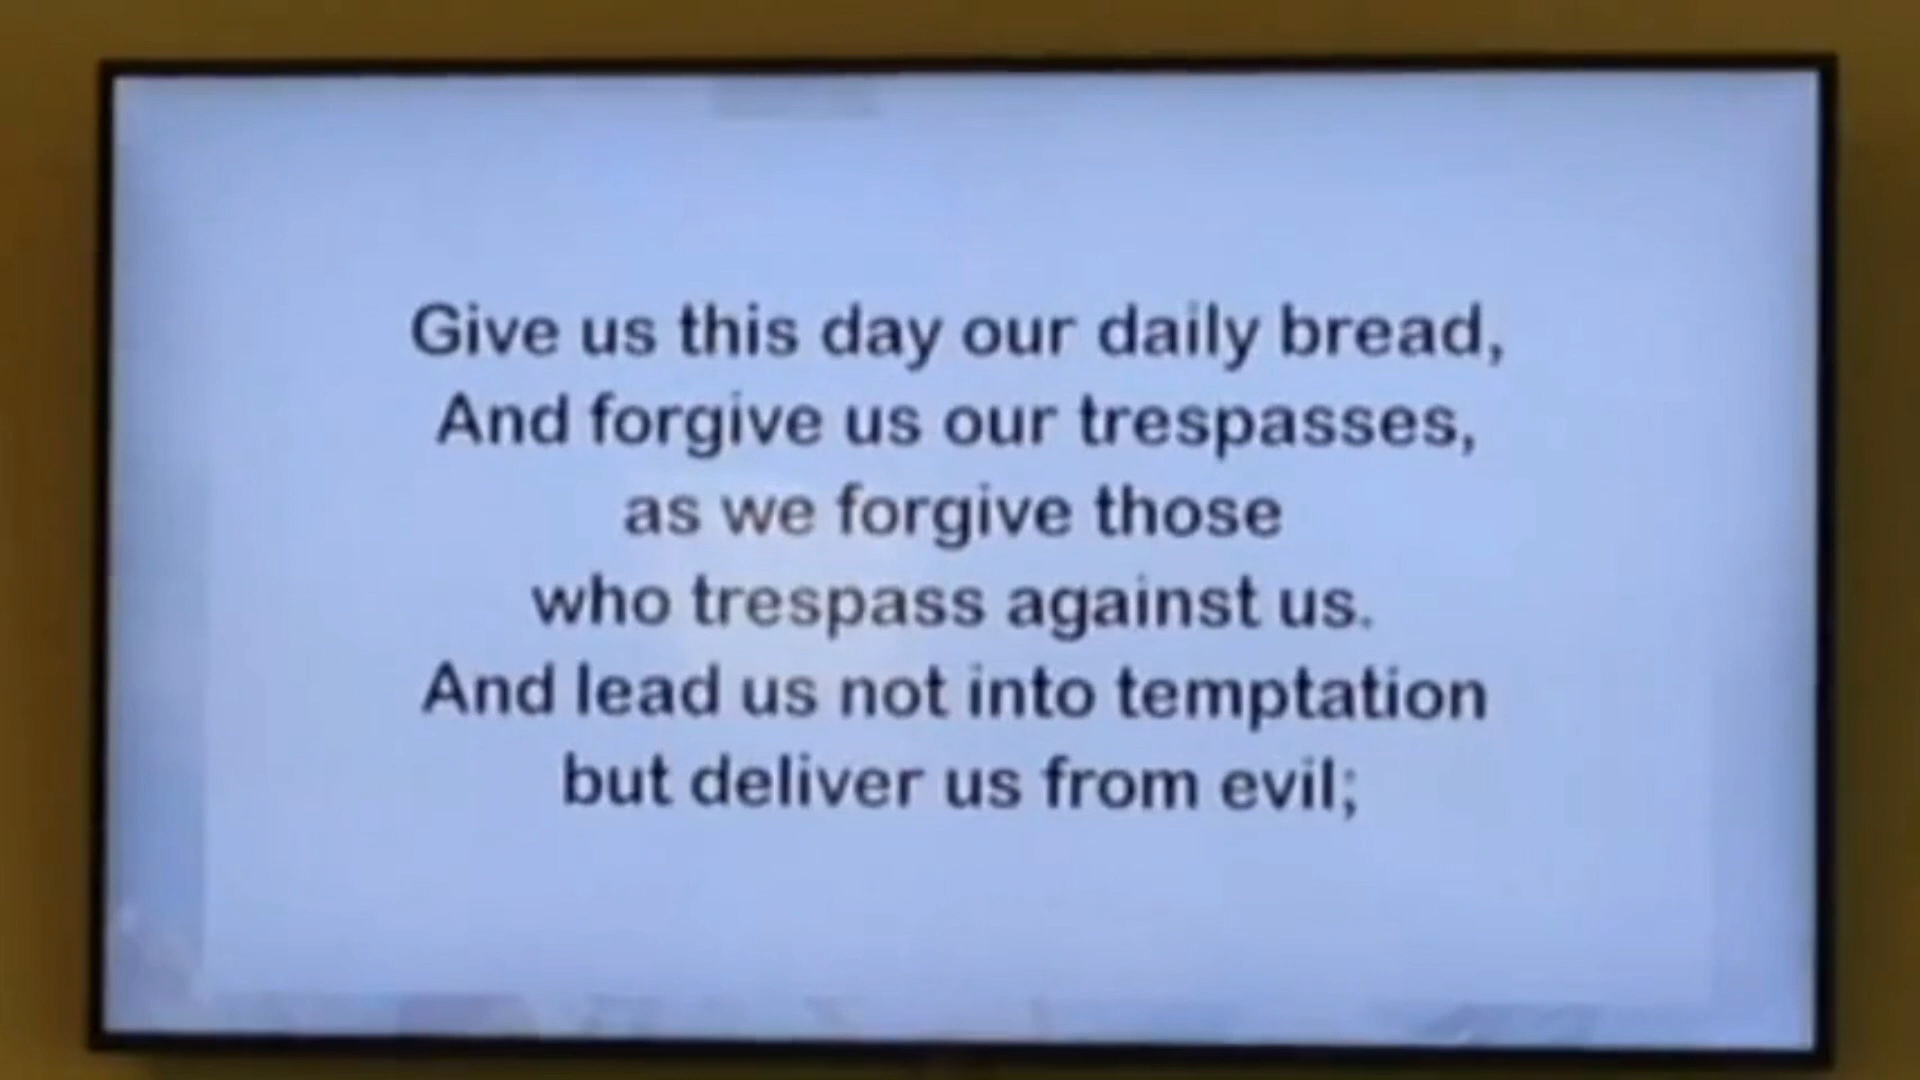 Give us this day our daily bread,
And forgive us our trespasses,
as we forgive those
who trespass against us.
And lead us not into temptation
but deliver us from evil;